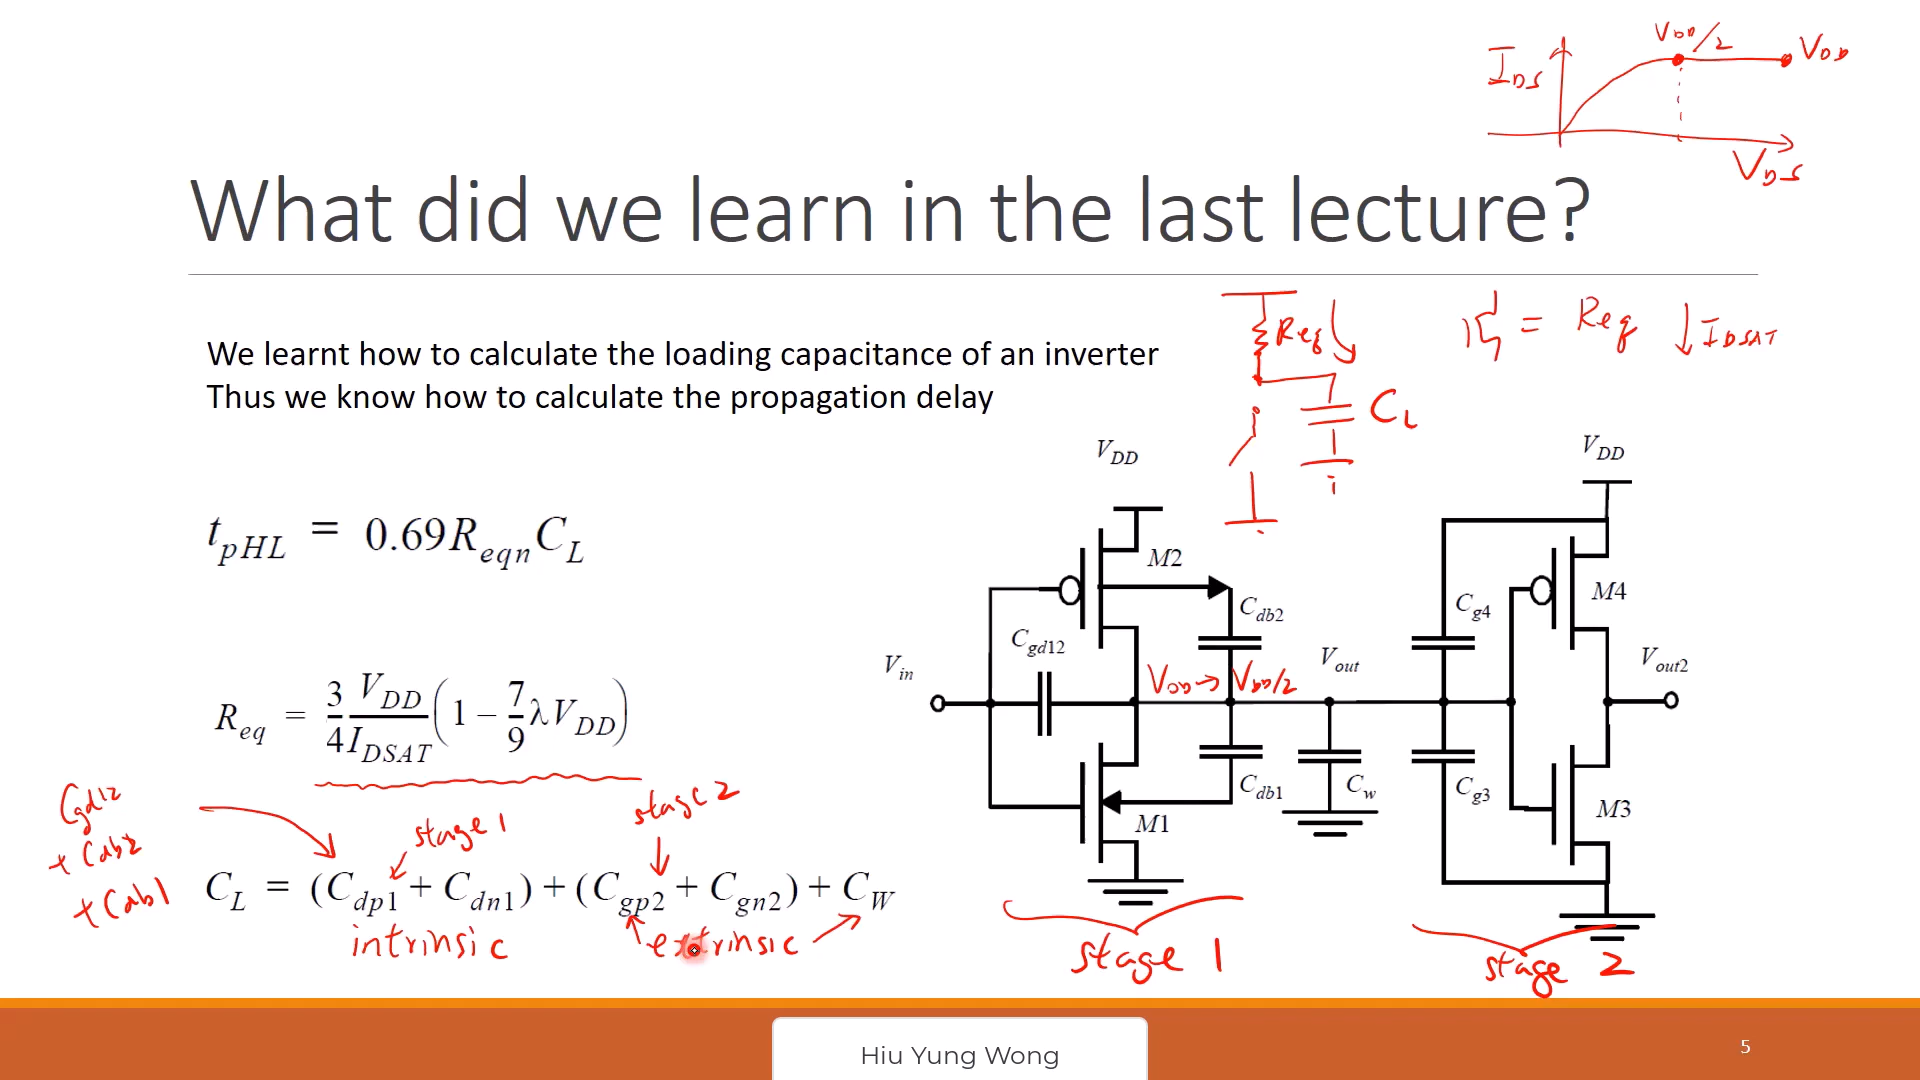 V_DD/2
V_DD
I_DS
V_DS
What did we learn in the last lecture?
We learnt how to calculate the loading capacitance of an inverter
Thus we know how to calculate the propagation delay
Req
C_L
= Req ↓ I_DSAT
t_pHL = 0.69R_eqn C_L
R_eq = 3/4 V_DD/I_DSAT (1 − 7/9 λV_DD)
Cgd12
+ Cdb2
+ Cdb1
stage 1
stage 2
C_L = (C_dp1 + C_dn1) + (C_gp2 + C_gn2) + C_W
intrinsic
extrinsic
V_DD
M2
C_db2
C_gd12
V_in
V_DD → V_DD/2
V_out
C_db1
C_w
M1
stage 1
V_DD
M4
C_g4
V_out2
C_g3
M3
stage 2
Hiu Yung Wong
5